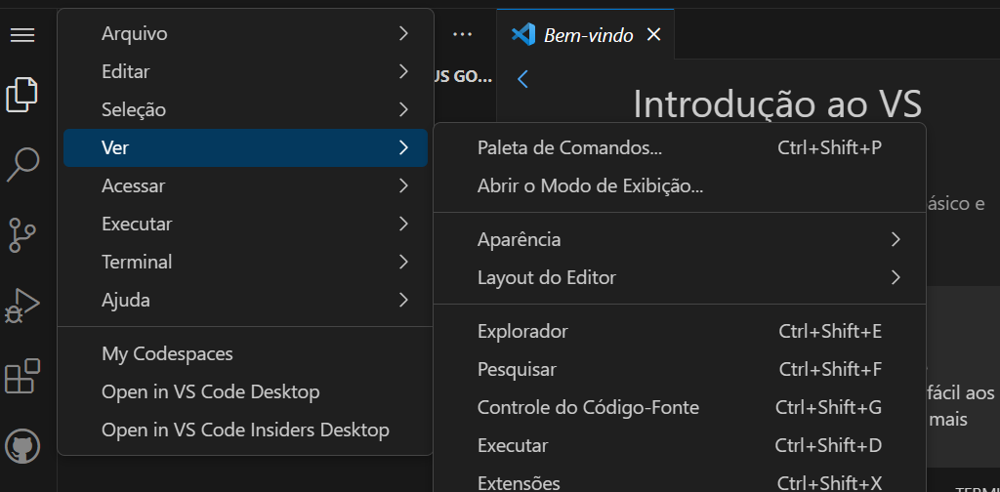 Arquivo
Editar
Seleção
Ver
Acessar
Executar
Terminal
Ajuda
My Codespaces
Open in VS Code Desktop
Open in VS Code Insiders Desktop
US GO...
Bem-vindo
Introdução ao VS
Paleta de Comandos... Ctrl+Shift+P
Abrir o Modo de Exibição...
Aparência
Layout do Editor
Explorador Ctrl+Shift+E
Pesquisar Ctrl+Shift+F
Controle do Código-Fonte Ctrl+Shift+G
Executar Ctrl+Shift+D
Extensões Ctrl+Shift+X
ásico e
fácil aos
mais